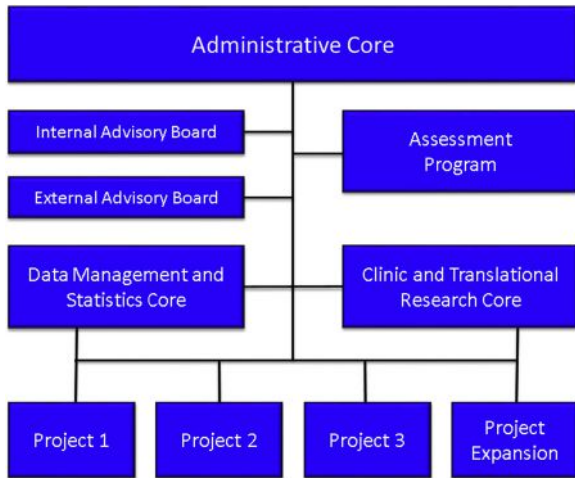 Administrative Core
Internal Advisory Board
Assessment
Program
External Advisory Board
Data Management and
Statistics Core
Clinic and Translational
Research Core
Project 1
Project 2
Project 3
Project
Expansion